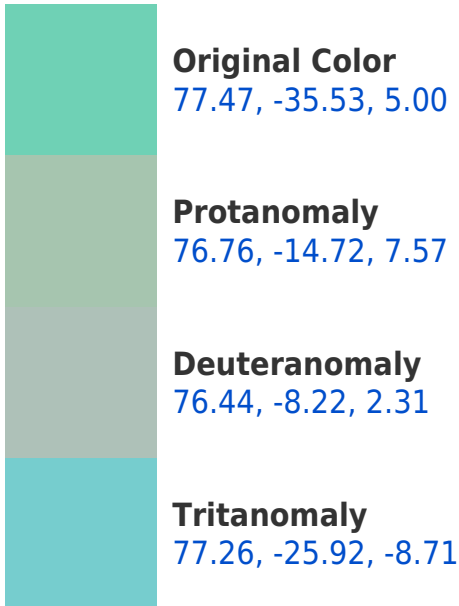 Original Color
77.47, -35.53, 5.00
Protanomaly
76.76, -14.72, 7.57
Deuteranomaly
76.44, -8.22, 2.31
Tritanomaly
77.26, -25.92, -8.71